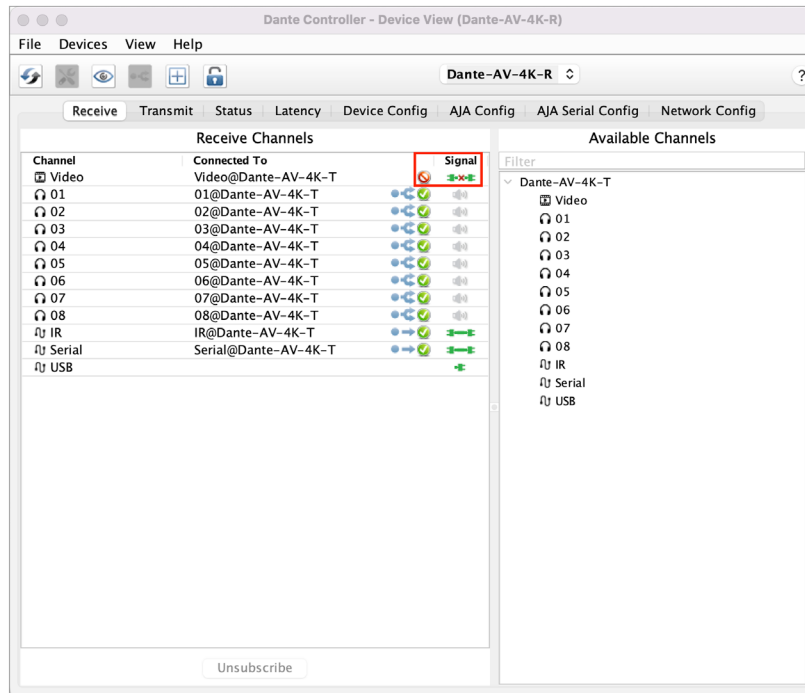 Dante Controller - Device View (Dante-AV-4K-R)
File Devices View Help
Dante-AV-4K-R
?
Receive Transmit Status Latency Device Config AJA Config AJA Serial Config Network Config
Receive Channels
Available Channels
Channel Connected To Signal
Filter
Video Video@Dante-AV-4K-T
Dante-AV-4K-T
01 01@Dante-AV-4K-T
Video
02 02@Dante-AV-4K-T
01
03 03@Dante-AV-4K-T
02
04 04@Dante-AV-4K-T
03
05 05@Dante-AV-4K-T
04
06 06@Dante-AV-4K-T
05
07 07@Dante-AV-4K-T
06
08 08@Dante-AV-4K-T
07
IR IR@Dante-AV-4K-T
08
Serial Serial@Dante-AV-4K-T
IR
USB
Serial
USB
Unsubscribe